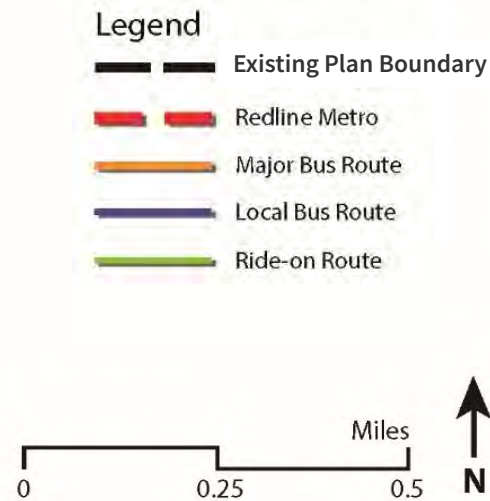 Legend
Existing Plan Boundary
Redline Metro
Major Bus Route
Local Bus Route
Ride-on Route
Miles
0 0.25 0.5 N